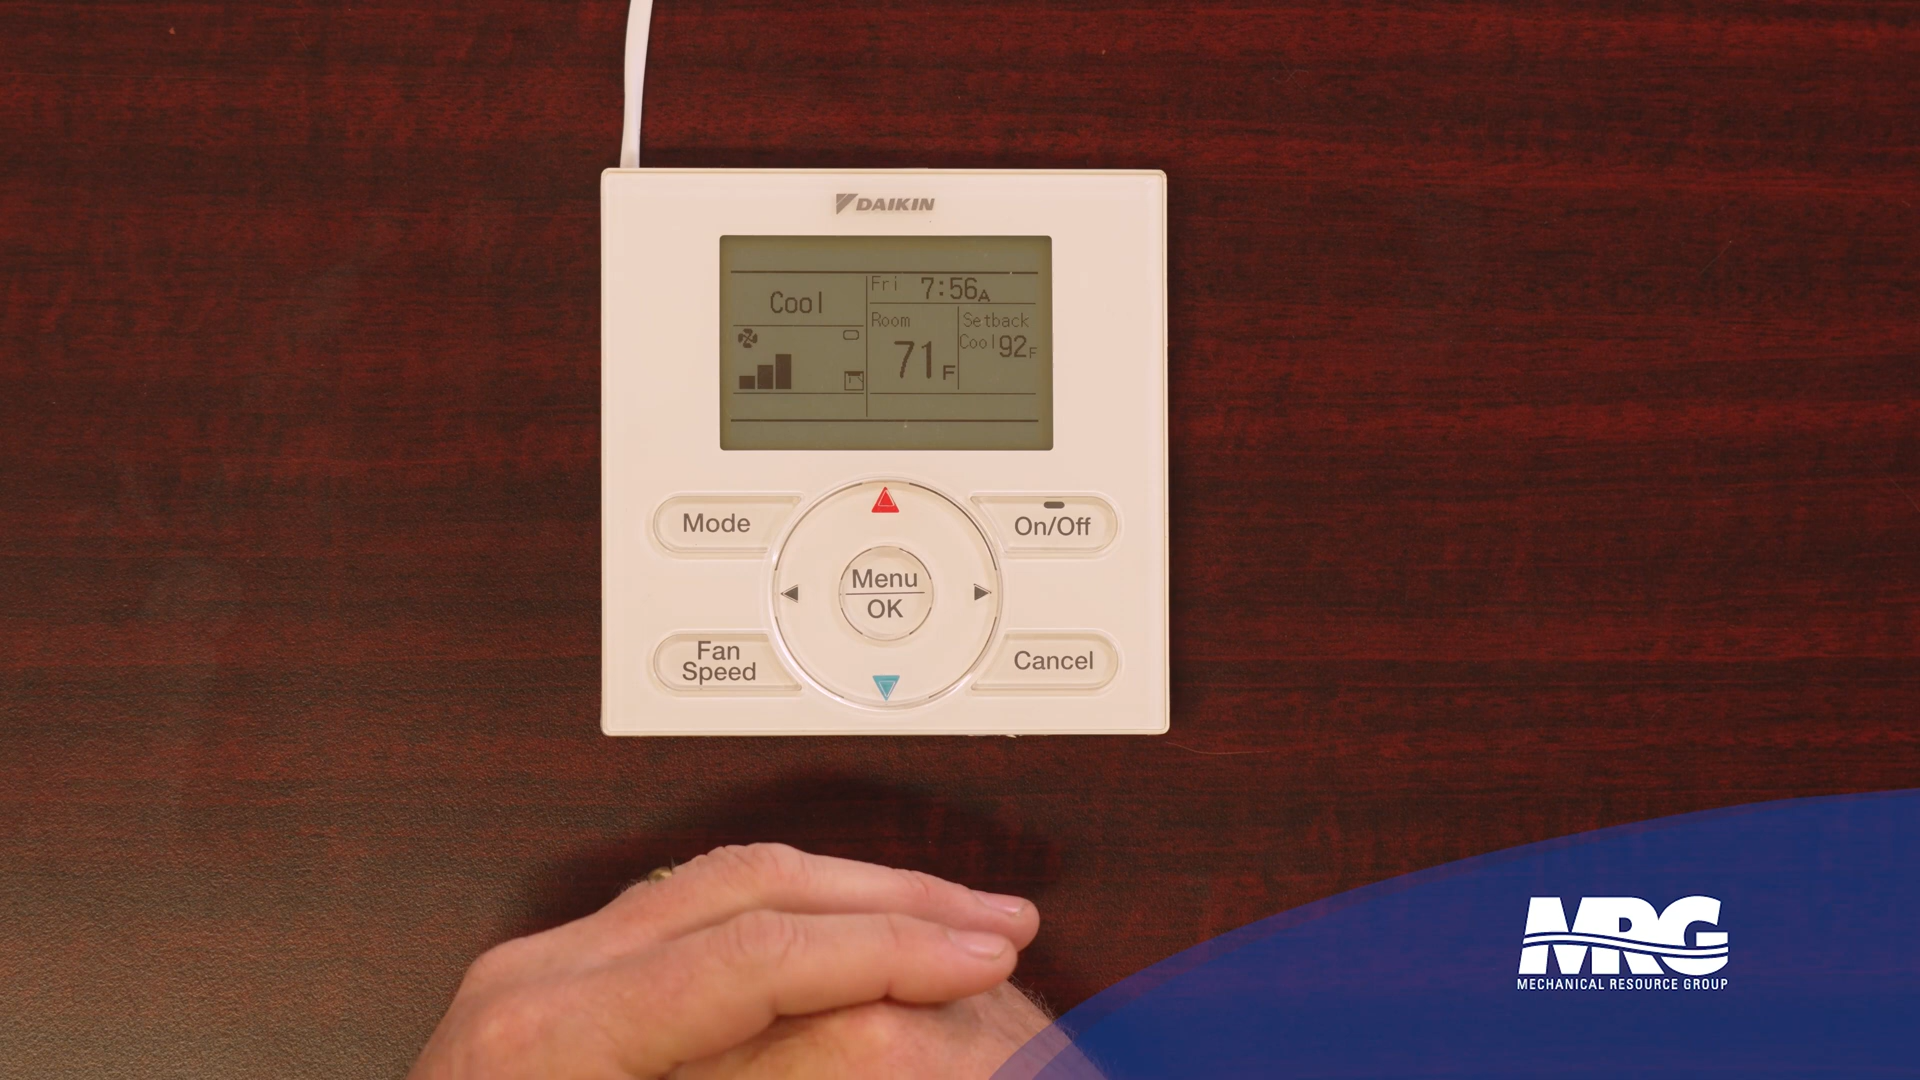 DAIKIN
Fri 7:56A
Cool
Room
Setback
Cool 92F
71F
Mode
On/Off
Menu
OK
Fan
Speed
Cancel
MRG
MECHANICAL RESOURCE GROUP